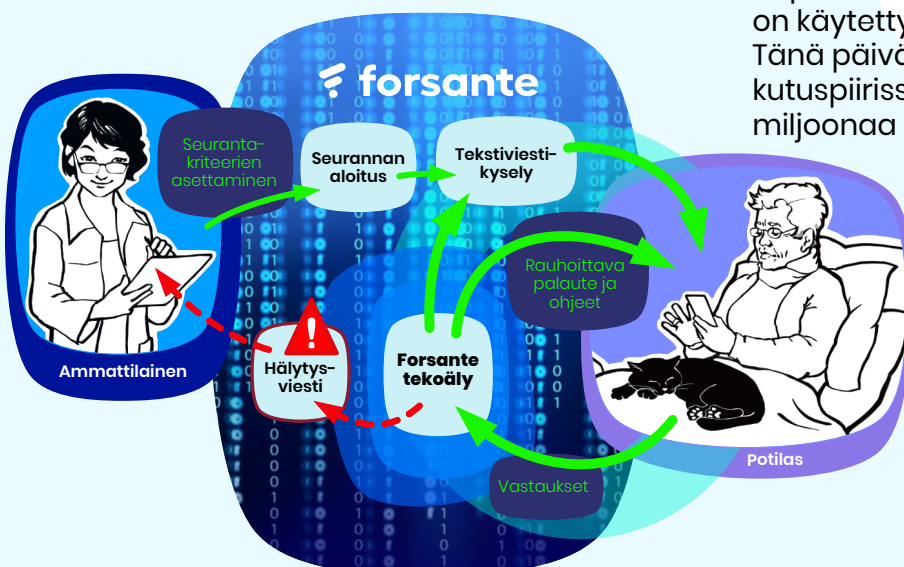 on käytetty
Tänä päivä
kutuspiiriss
miljoonaa
forsante
Seuranta-
kriteerien
asettaminen
Seurannan
aloitus
Tekstiviesti-
kysely
Rauhoittava
palaute ja
ohjeet
Ammattilainen
Hälytys-
viesti
Forsante
tekoäly
Potilas
Vastaukset